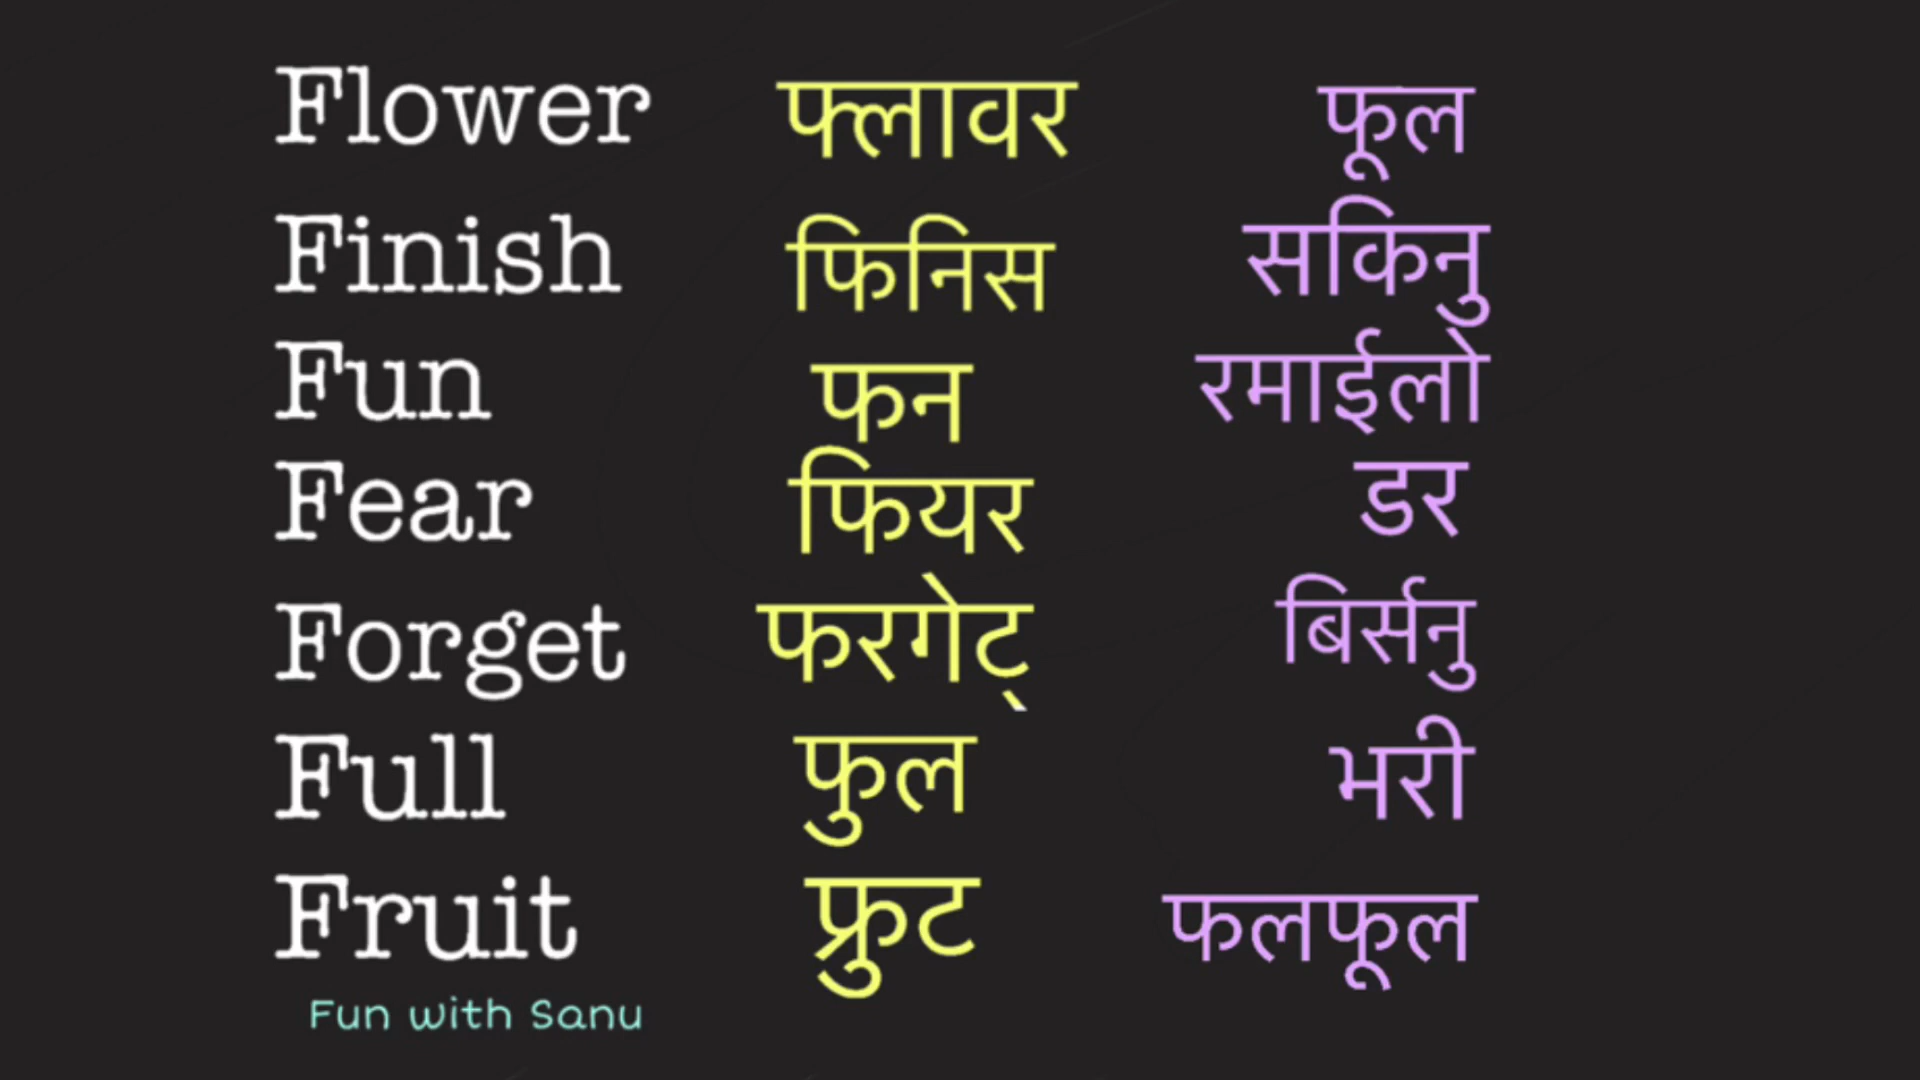 Flower फ्लावर फूल
Finish फिनिस सकिनु
Fun फन रमाईलो
Fear फियर डर
Forget फरगेट् बिर्सनु
Full फुल भरी
Fruit फ्रुट फलफूल
Fun with Sanu